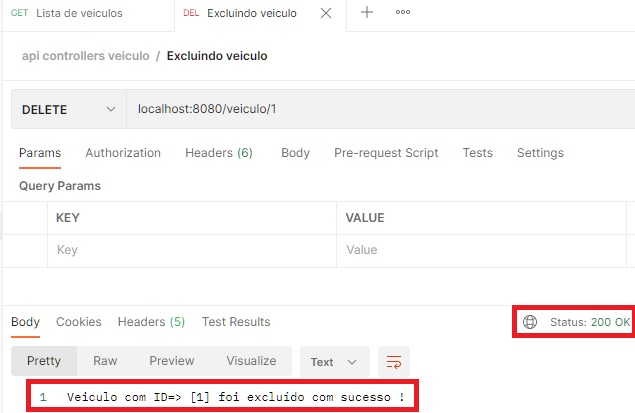 GET Lista de veiculos DEL Excluindo veiculo
api controllers veiculo / Excluindo veiculo
DELETE localhost:8080/veiculo/1
Params Authorization Headers (6) Body Pre-request Script Tests Settings
Query Params
KEY VALUE
Key Value
Body Cookies Headers (5) Test Results Status: 200 OK
Pretty Raw Preview Visualize Text
1 Veiculo com ID=> [1] foi excluído com sucesso !